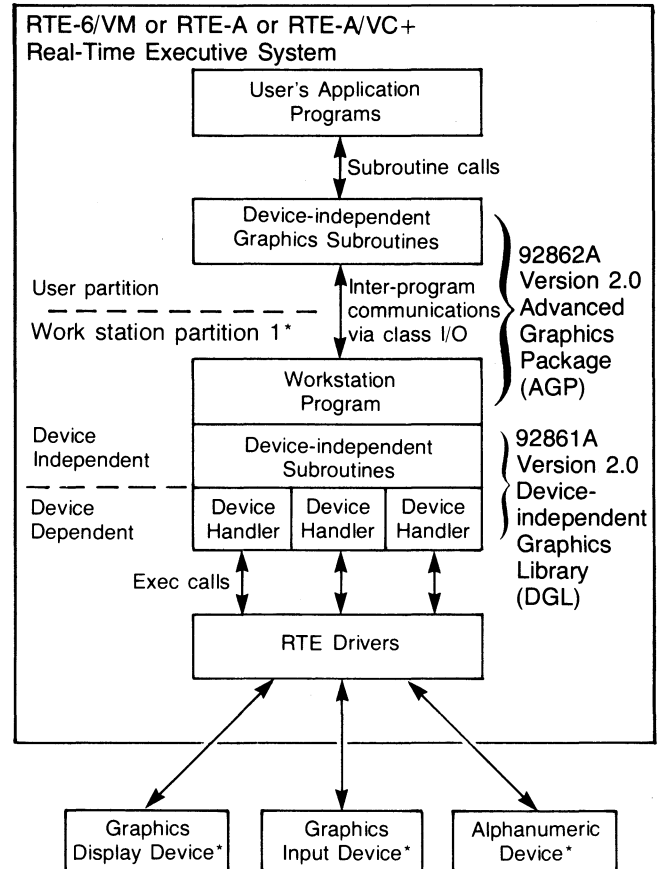 RTE-6/VM or RTE-A or RTE-A/VC+
Real-Time Executive System
User's Application
Programs
Subroutine calls
Device-independent
Graphics Subroutines
92862A
Version 2.0
Advanced
Graphics
Package
(AGP)
User partition
Work station partition 1*
Inter-program
communications
via class I/O
Workstation
Program
Device
Independent
Device-independent
Subroutines
92861A
Version 2.0
Device-
independent
Graphics
Library
(DGL)
Device
Dependent
Device
Handler
Device
Handler
Device
Handler
Exec calls
RTE Drivers
Graphics
Display Device*
Graphics
Input Device*
Alphanumeric
Device*